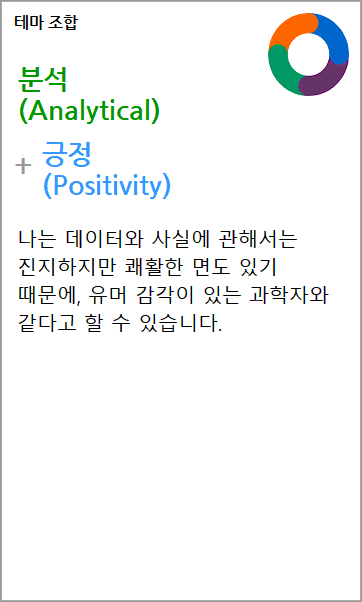 테마 조합
분석
(Analytical)
+ 긍정
(Positivity)
나는 데이터와 사실에 관해서는
진지하지만 쾌활한 면도 있기
때문에, 유머 감각이 있는 과학자와
같다고 할 수 있습니다.